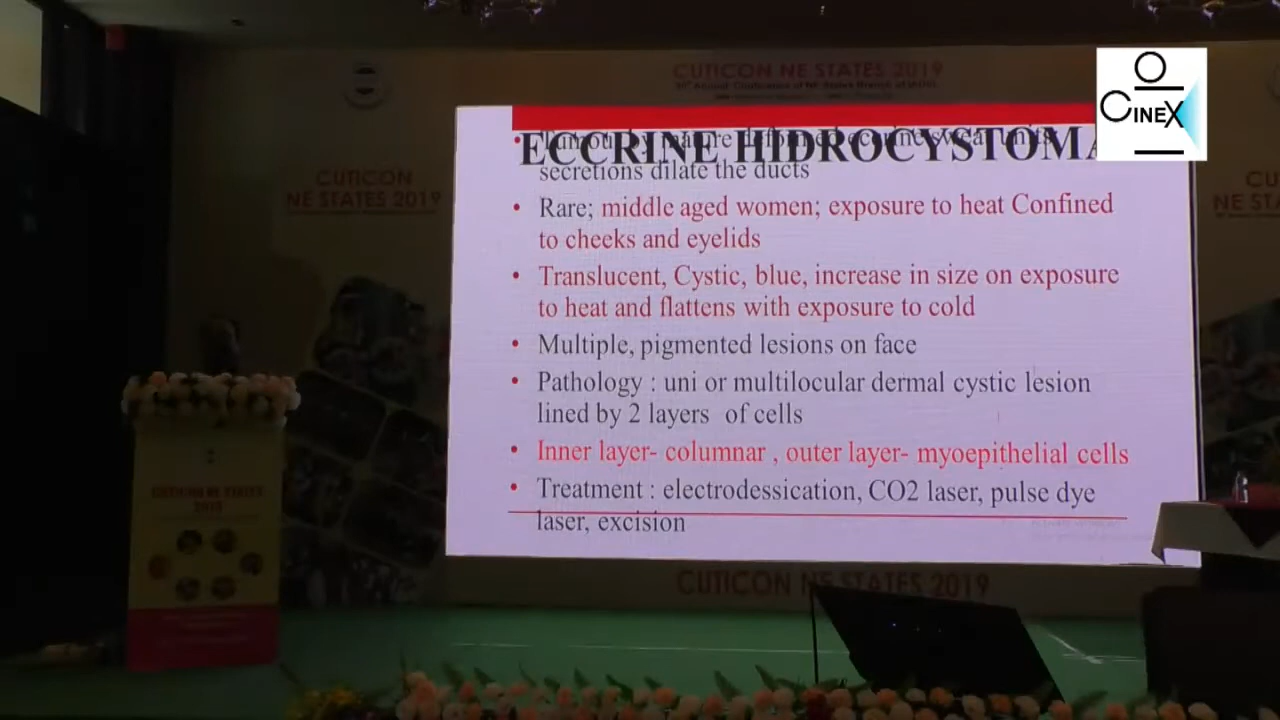 CUTICON NE STATES 2019
CINEX
CUTICON
NE STATES 2019
ECCRINE HIDROCYSTOMA
secretions dilate the ducts
• Rare; middle aged women; exposure to heat Confined
to cheeks and eyelids
• Translucent, Cystic, blue, increase in size on exposure
to heat and flattens with exposure to cold
• Multiple, pigmented lesions on face
• Pathology : uni or multilocular dermal cystic lesion
lined by 2 layers of cells
• Inner layer- columnar , outer layer- myoepithelial cells
• Treatment : electrodessication, CO2 laser, pulse dye
laser, excision
CUTICON NE STATES
2019
CUTICON NE STATES 2019